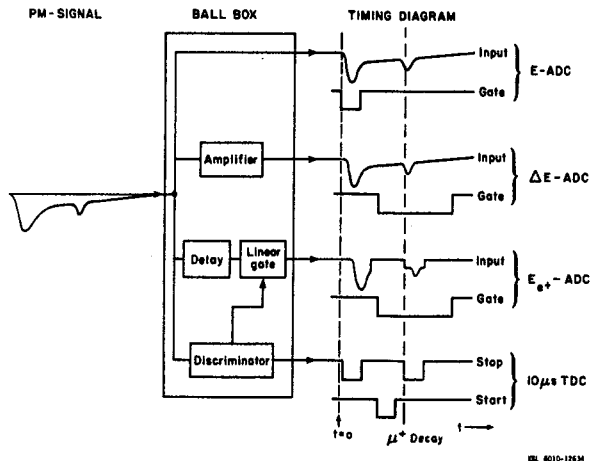 PM-SIGNAL BALL BOX TIMING DIAGRAM
Input
E-ADC
Gate
Amplifier
Input
ΔE-ADC
Gate
Delay
Linear gate
Input
Ee+-ADC
Gate
Discriminator
Stop
10μs TDC
Start
t=0
μ+ Decay
t